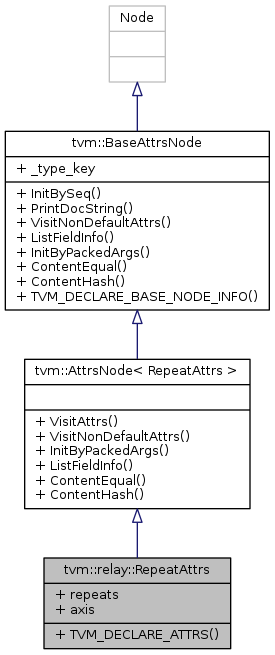 Node
tvm::BaseAttrsNode
+ _type_key
+ InitBySeq()
+ PrintDocString()
+ VisitNonDefaultAttrs()
+ ListFieldInfo()
+ InitByPackedArgs()
+ ContentEqual()
+ ContentHash()
+ TVM_DECLARE_BASE_NODE_INFO()
tvm::AttrsNode< RepeatAttrs >
+ VisitAttrs()
+ VisitNonDefaultAttrs()
+ InitByPackedArgs()
+ ListFieldInfo()
+ ContentEqual()
+ ContentHash()
tvm::relay::RepeatAttrs
+ repeats
+ axis
+ TVM_DECLARE_ATTRS()